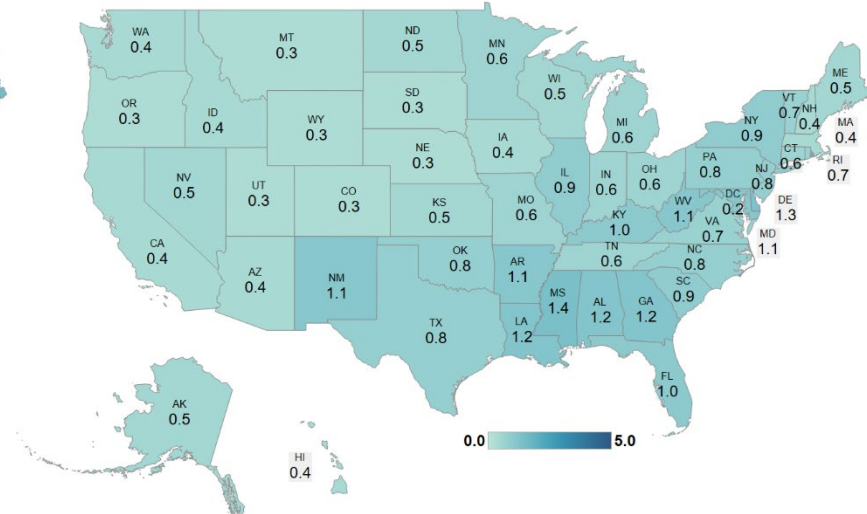 WA
0.4
MT
0.3
ND
0.5
MN
0.6
OR
0.3
ID
0.4
WY
0.3
SD
0.3
WI
0.5
MI
0.6
NY
0.9
VT
0.7
NH
0.4
ME
0.5
MA
0.4
CT
0.6
RI
0.7
NV
0.5
UT
0.3
CO
0.3
NE
0.3
IA
0.4
IL
0.9
IN
0.6
OH
0.6
PA
0.8
NJ
0.8
CA
0.4
KS
0.5
MO
0.6
KY
1.0
WV
1.1
DC
0.2
DE
1.3
VA
0.7
MD
1.1
AZ
0.4
NM
1.1
OK
0.8
AR
1.1
TN
0.6
NC
0.8
SC
0.9
TX
0.8
LA
1.2
MS
1.4
AL
1.2
GA
1.2
FL
1.0
AK
0.5
HI
0.4
0.0 5.0